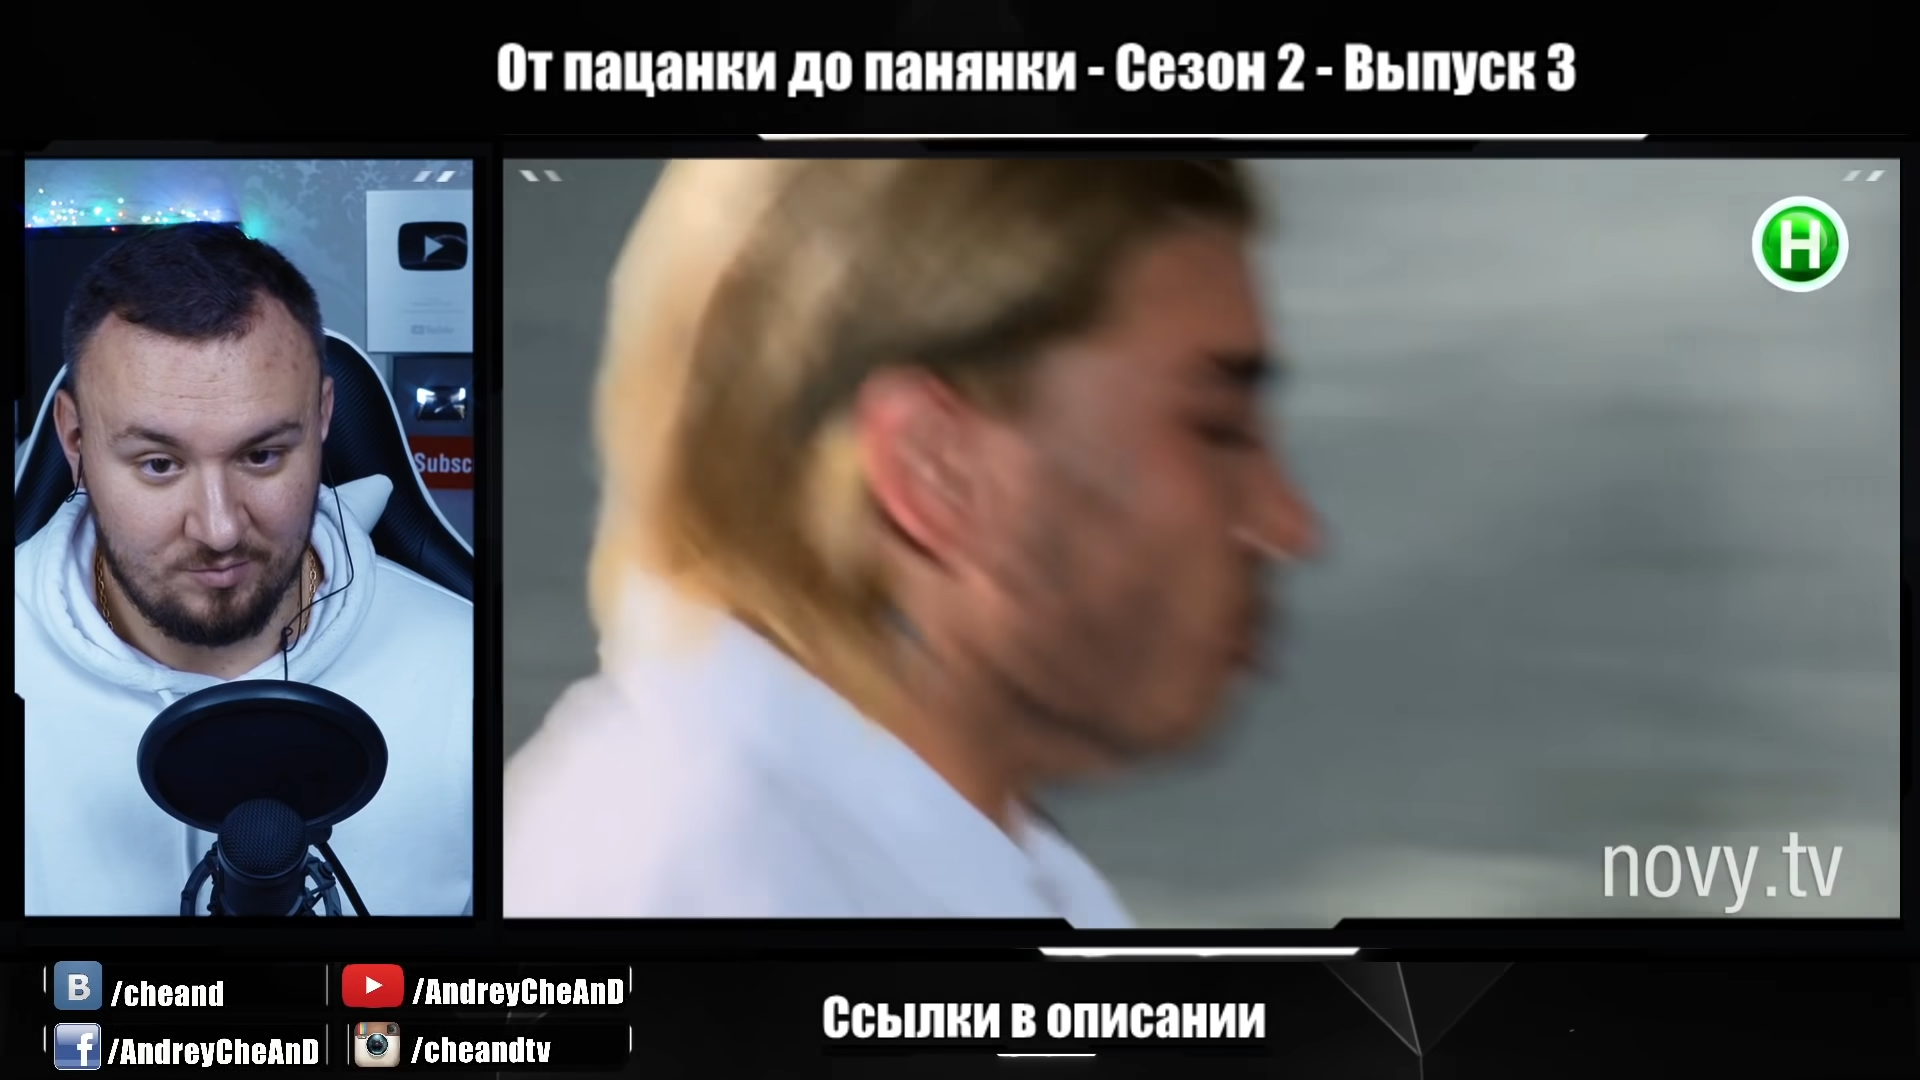 От пацанки до панянки - Сезон 2 - Выпуск 3
Subsc
H
novy.tv
B /cheand
/AndreyCheAnD
f /AndreyCheAnD
/cheandtv
Ссылки в описании